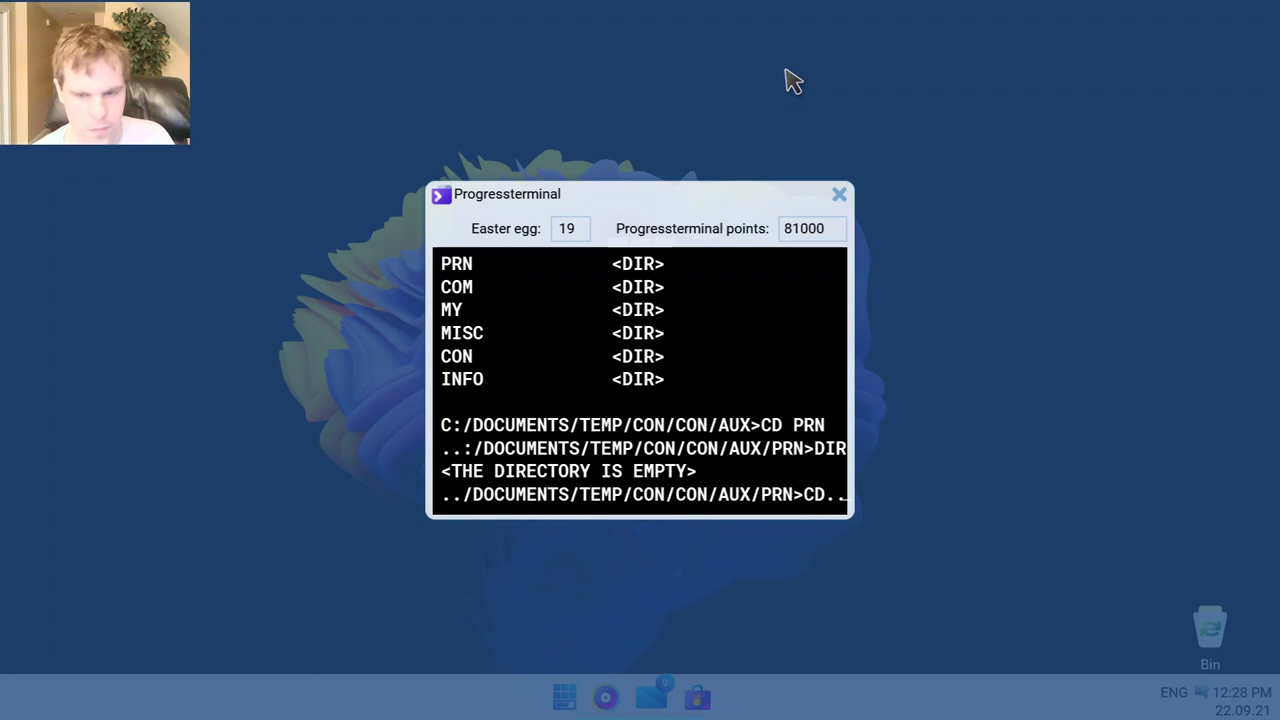 Progressterminal
Easter egg: 19 Progressterminal points: 81000
PRN <DIR>
COM <DIR>
MY <DIR>
MISC <DIR>
CON <DIR>
INFO <DIR>
C:/DOCUMENTS/TEMP/CON/CON/AUX>CD PRN
..:/DOCUMENTS/TEMP/CON/CON/AUX/PRN>DIR
<THE DIRECTORY IS EMPTY>
../DOCUMENTS/TEMP/CON/CON/AUX/PRN>CD.._
Bin
9
ENG 12:28 PM
22.09.21